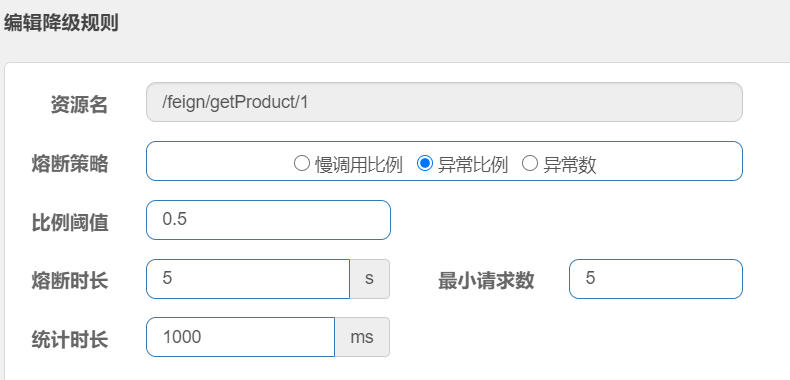 编辑降级规则
资源名 /feign/getProduct/1
熔断策略 慢调用比例 异常比例 异常数
比例阈值 0.5
熔断时长 5 s 最小请求数 5
统计时长 1000 ms